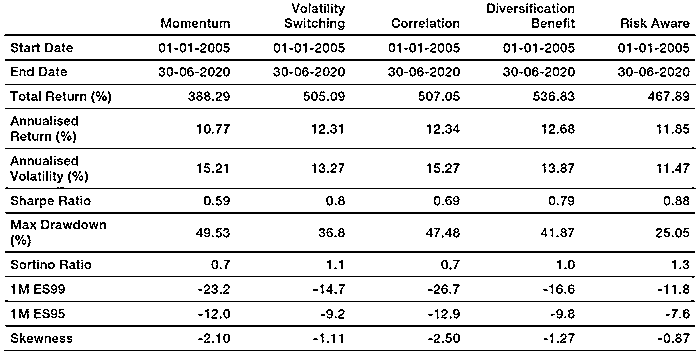 Momentum Volatility Switching Correlation Diversification Benefit Risk Aware
Start Date 01-01-2005 01-01-2005 01-01-2005 01-01-2005 01-01-2005
End Date 30-06-2020 30-06-2020 30-06-2020 30-06-2020 30-06-2020
Total Return (%) 388.29 505.09 507.05 536.83 467.89
Annualised Return (%) 10.77 12.31 12.34 12.68 11.85
Annualised Volatility (%) 15.21 13.27 15.27 13.87 11.47
Sharpe Ratio 0.59 0.8 0.69 0.79 0.88
Max Drawdown (%) 49.53 36.8 47.48 41.87 25.05
Sortino Ratio 0.7 1.1 0.7 1.0 1.3
1M ES99 -23.2 -14.7 -26.7 -16.6 -11.8
1M ES95 -12.0 -9.2 -12.9 -9.8 -7.6
Skewness -2.10 -1.11 -2.50 -1.27 -0.87